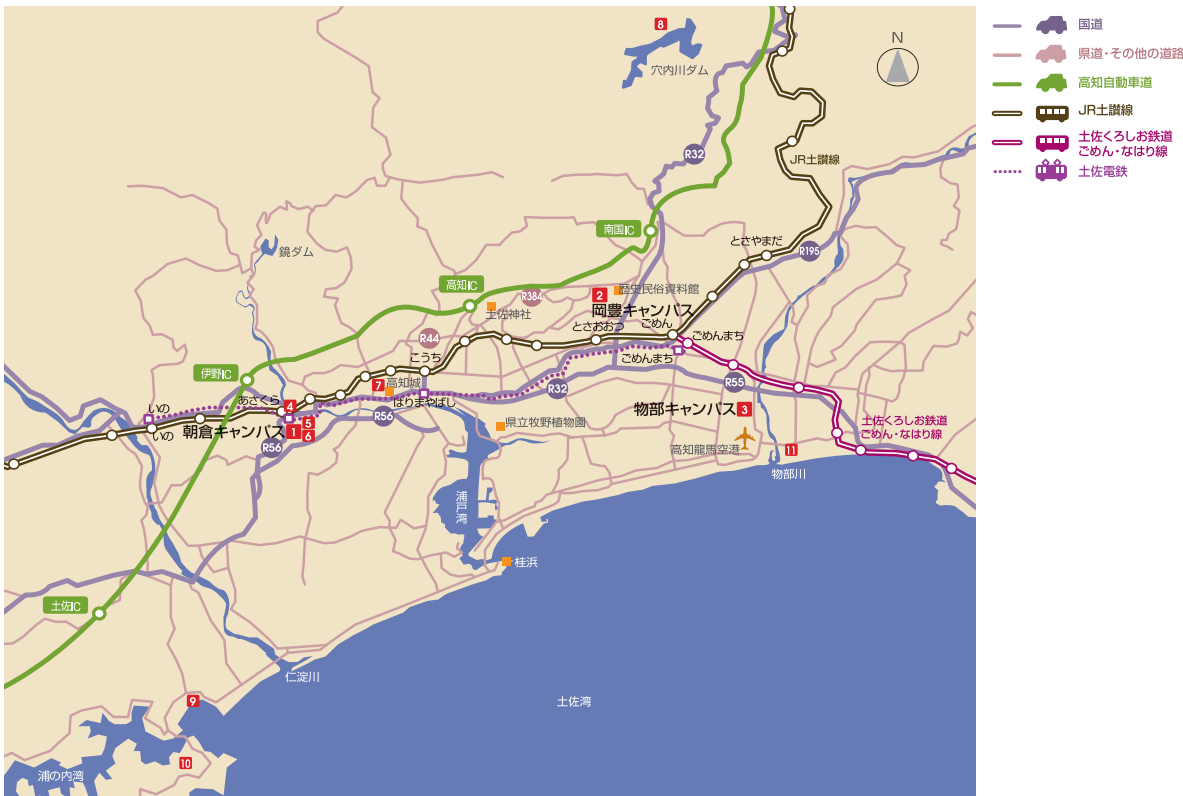 8
穴内川ダム
N
R32
JR土讃線
南国IC
とさやまだ
R195
鏡ダム
高知IC
R384
土佐神社
2
歴史民俗資料館
岡豊キャンパス
とさおおつ
ごめん
ごめんまち
R44
こうち
ごめんまち
伊野IC
7
高知城
はりまやばし
R32
R55
いの
あさくら
4
いの
朝倉キャンパス
1
5
6
R56
R56
県立牧野植物園
物部キャンパス
3
高知龍馬空港
11
土佐くろしお鉄道
ごめん・なはり線
物部川
浦戸湾
桂浜
土佐IC
仁淀川
9
土佐湾
10
浦の内湾
国道
県道・その他の道路
高知自動車道
JR土讃線
土佐くろしお鉄道
ごめん・なはり線
土佐電鉄